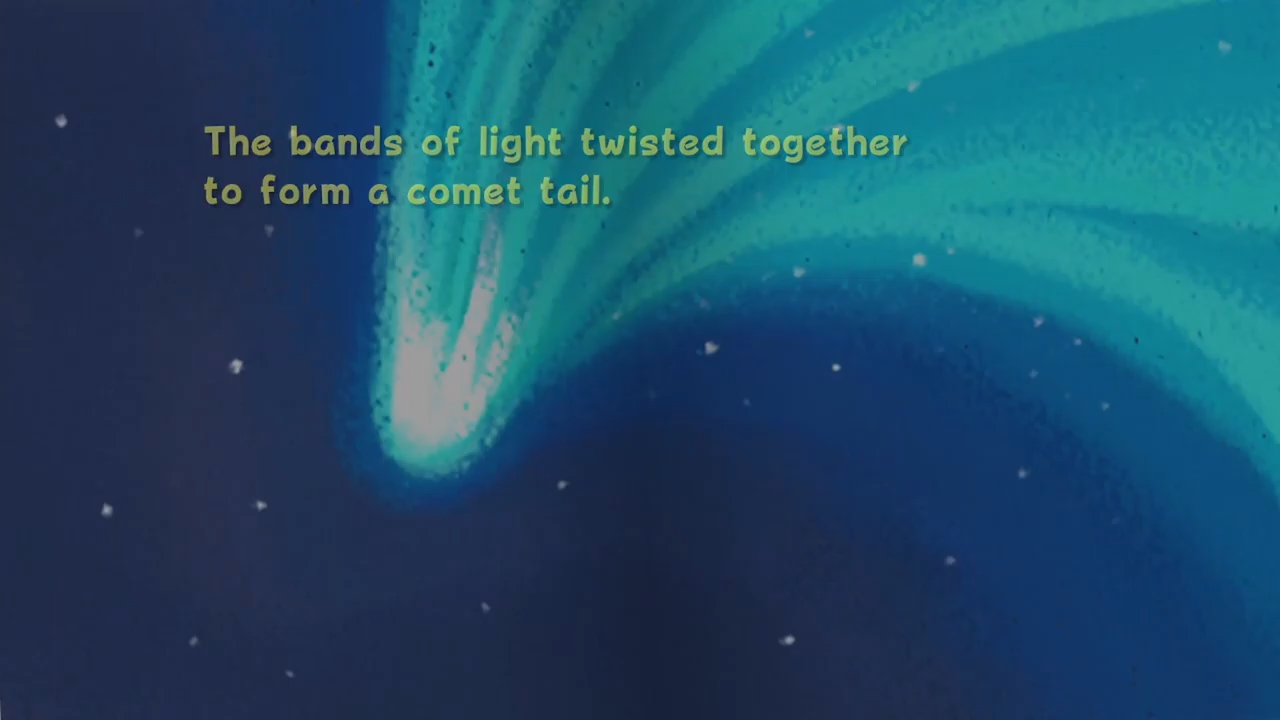 The bands of light twisted together
to form a comet tail.